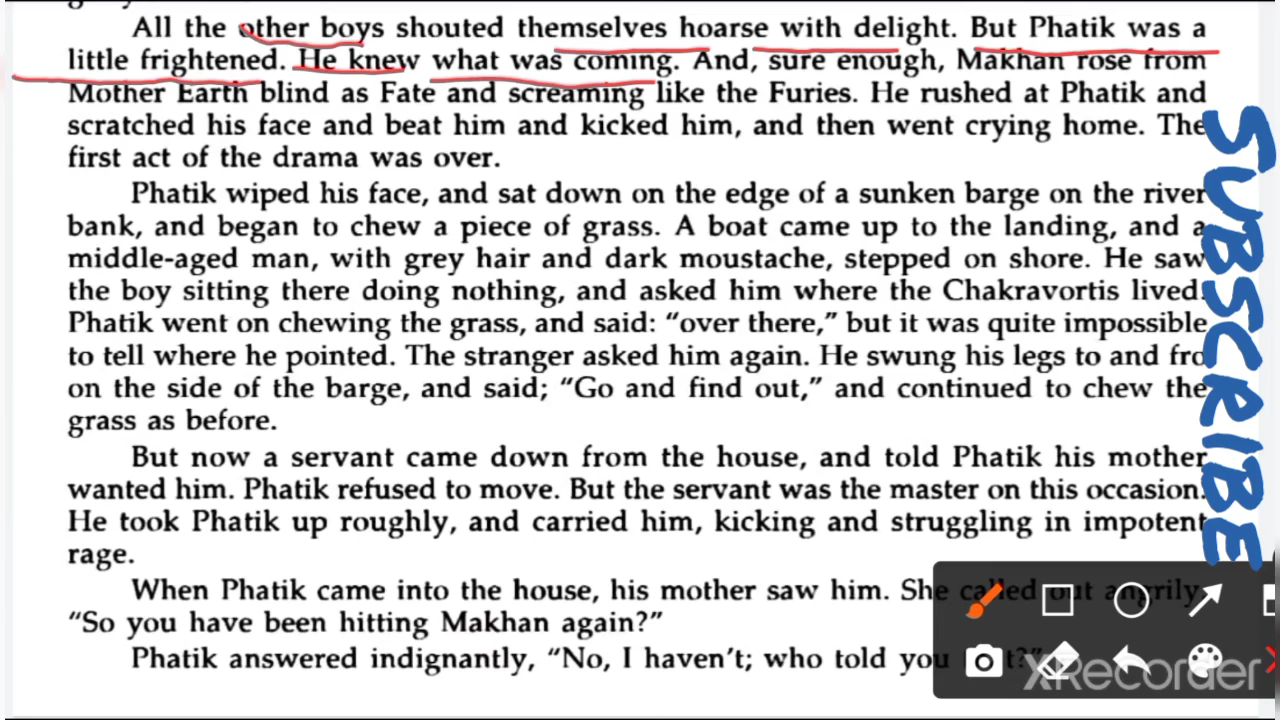 All the other boys shouted themselves hoarse with delight. But Phatik was a
little frightened. He knew what was coming. And, sure enough, Makhan rose from
Mother Earth blind as Fate and screaming like the Furies. He rushed at Phatik and
scratched his face and beat him and kicked him, and then went crying home. The
first act of the drama was over.
Phatik wiped his face, and sat down on the edge of a sunken barge on the river
bank, and began to chew a piece of grass. A boat came up to the landing, and a
middle-aged man, with grey hair and dark moustache, stepped on shore. He saw
the boy sitting there doing nothing, and asked him where the Chakravortis lived.
Phatik went on chewing the grass, and said: “over there,” but it was quite impossible
to tell where he pointed. The stranger asked him again. He swung his legs to and fro
on the side of the barge, and said; “Go and find out,” and continued to chew the
grass as before.
But now a servant came down from the house, and told Phatik his mother
wanted him. Phatik refused to move. But the servant was the master on this occasion.
He took Phatik up roughly, and carried him, kicking and struggling in impotent
rage.
When Phatik came into the house, his mother saw him. She called out angrily
“So you have been hitting Makhan again?”
Phatik answered indignantly, “No, I haven’t; who told you
SUBSCRIBE
XRecorder